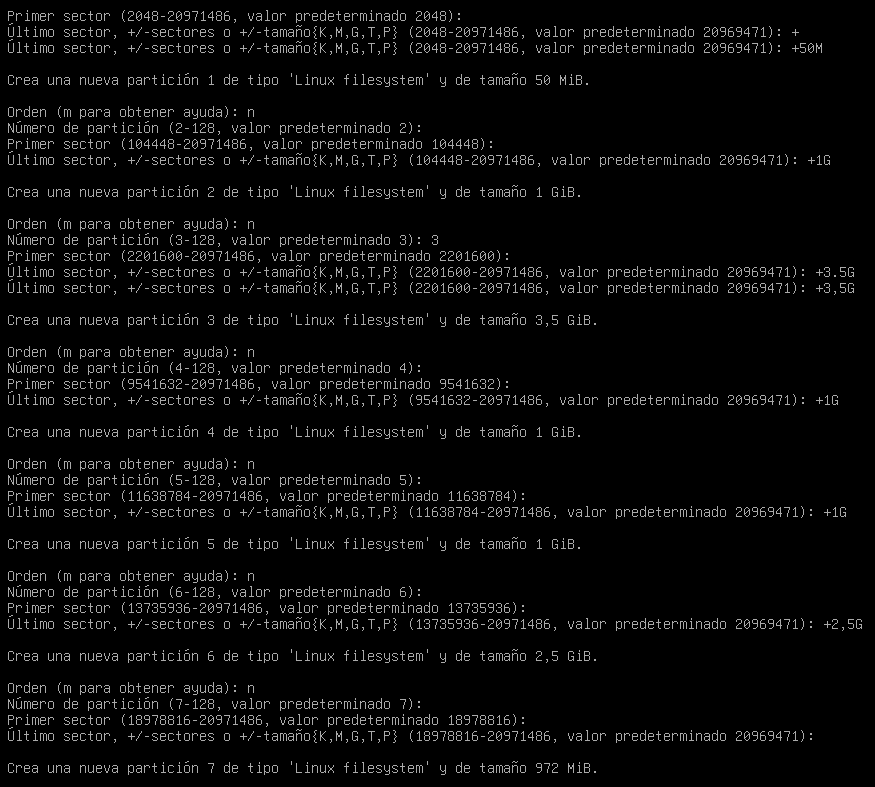 Primer sector (2048-20971486, valor predeterminado 2048):
Último sector, +/-sectores o +/-tamaño{K,M,G,T,P} (2048-20971486, valor predeterminado 20969471): +
Último sector, +/-sectores o +/-tamaño{K,M,G,T,P} (2048-20971486, valor predeterminado 20969471): +50M
Crea una nueva partición 1 de tipo 'Linux filesystem' y de tamaño 50 MiB.
Orden (m para obtener ayuda): n
Número de partición (2-128, valor predeterminado 2):
Primer sector (104448-20971486, valor predeterminado 104448):
Último sector, +/-sectores o +/-tamaño{K,M,G,T,P} (104448-20971486, valor predeterminado 20969471): +1G
Crea una nueva partición 2 de tipo 'Linux filesystem' y de tamaño 1 GiB.
Orden (m para obtener ayuda): n
Número de partición (3-128, valor predeterminado 3): 3
Primer sector (2201600-20971486, valor predeterminado 2201600):
Último sector, +/-sectores o +/-tamaño{K,M,G,T,P} (2201600-20971486, valor predeterminado 20969471): +3.5G
Último sector, +/-sectores o +/-tamaño{K,M,G,T,P} (2201600-20971486, valor predeterminado 20969471): +3,5G
Crea una nueva partición 3 de tipo 'Linux filesystem' y de tamaño 3,5 GiB.
Orden (m para obtener ayuda): n
Número de partición (4-128, valor predeterminado 4):
Primer sector (9541632-20971486, valor predeterminado 9541632):
Último sector, +/-sectores o +/-tamaño{K,M,G,T,P} (9541632-20971486, valor predeterminado 20969471): +1G
Crea una nueva partición 4 de tipo 'Linux filesystem' y de tamaño 1 GiB.
Orden (m para obtener ayuda): n
Número de partición (5-128, valor predeterminado 5):
Primer sector (11638784-20971486, valor predeterminado 11638784):
Último sector, +/-sectores o +/-tamaño{K,M,G,T,P} (11638784-20971486, valor predeterminado 20969471): +1G
Crea una nueva partición 5 de tipo 'Linux filesystem' y de tamaño 1 GiB.
Orden (m para obtener ayuda): n
Número de partición (6-128, valor predeterminado 6):
Primer sector (13735936-20971486, valor predeterminado 13735936):
Último sector, +/-sectores o +/-tamaño{K,M,G,T,P} (13735936-20971486, valor predeterminado 20969471): +2,5G
Crea una nueva partición 6 de tipo 'Linux filesystem' y de tamaño 2,5 GiB.
Orden (m para obtener ayuda): n
Número de partición (7-128, valor predeterminado 7):
Primer sector (18978816-20971486, valor predeterminado 18978816):
Último sector, +/-sectores o +/-tamaño{K,M,G,T,P} (18978816-20971486, valor predeterminado 20969471):
Crea una nueva partición 7 de tipo 'Linux filesystem' y de tamaño 972 MiB.